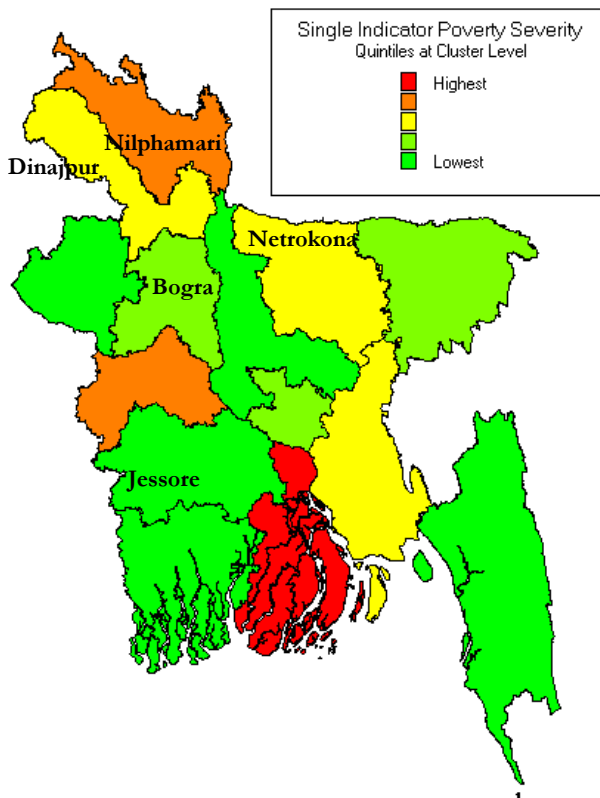 Single Indicator Poverty Severity
Quintiles at Cluster Level
Highest
Lowest
Nilphamari
Dinajpur
Netrokona
Bogra
Jessore